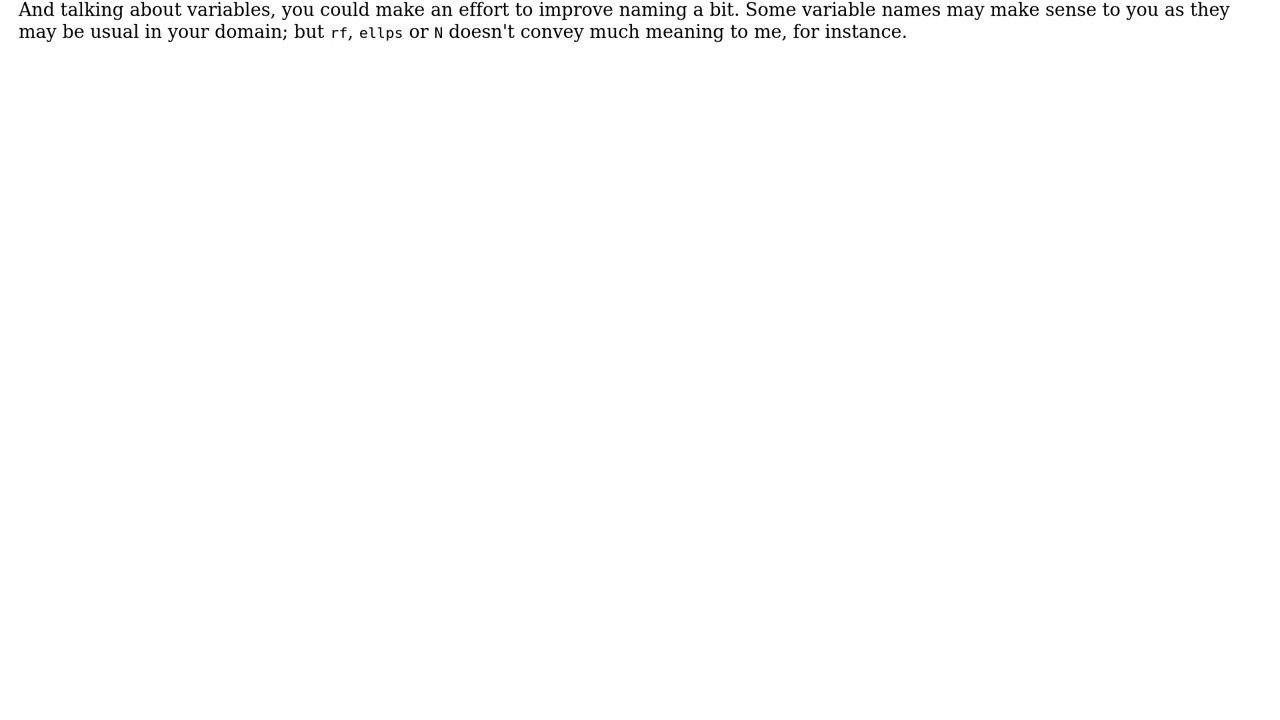 And talking about variables, you could make an effort to improve naming a bit. Some variable names may make sense to you as they
may be usual in your domain; but rf, ellps or N doesn't convey much meaning to me, for instance.